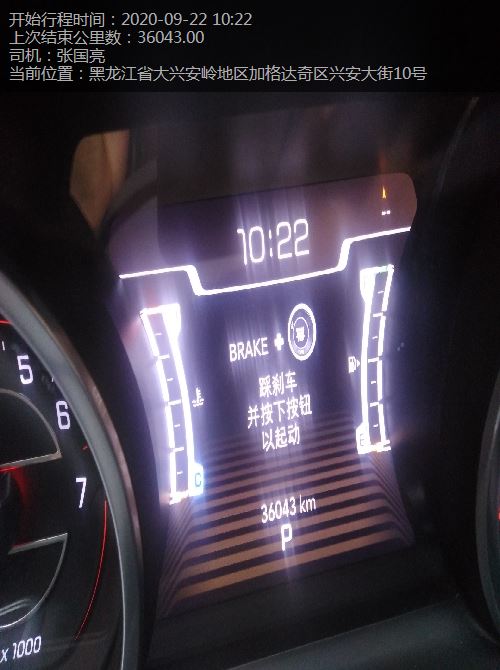 开始行程时间：2020-09-22 10:22
上次结束公里数：36043.00
司机：张国亮
当前位置：黑龙江省大兴安岭地区加格达奇区兴安大街10号
10:22
--
BRAKE +
踩刹车
并按下按钮
以起动
C
E
36043 km
P
5
6
7
x 1000